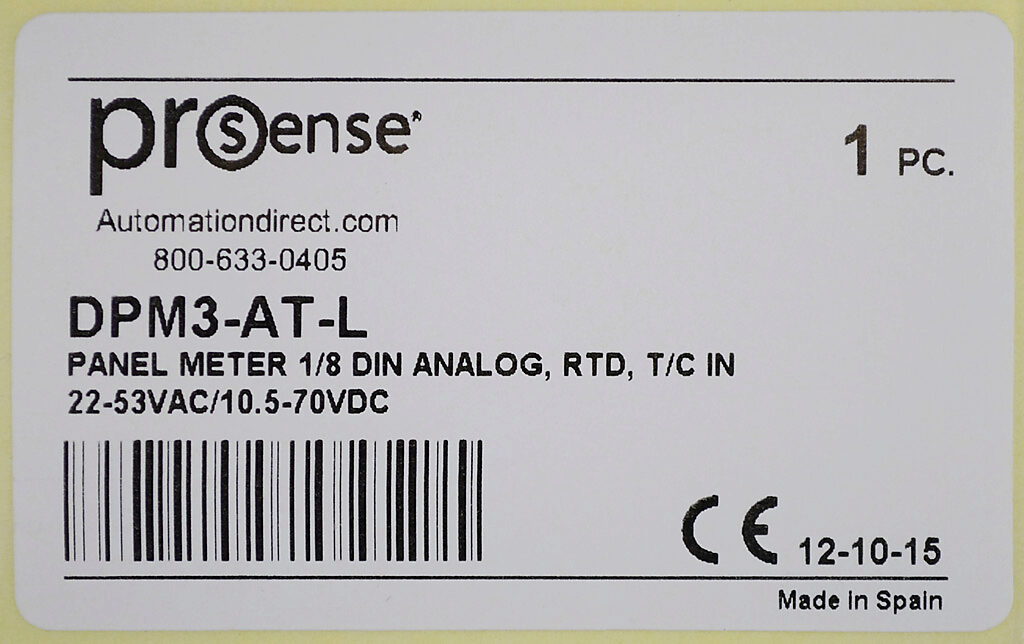 prosense®
1 PC.
Automationdirect.com
800-633-0405
DPM3-AT-L
PANEL METER 1/8 DIN ANALOG, RTD, T/C IN
22-53VAC/10.5-70VDC
CE 12-10-15
Made in Spain